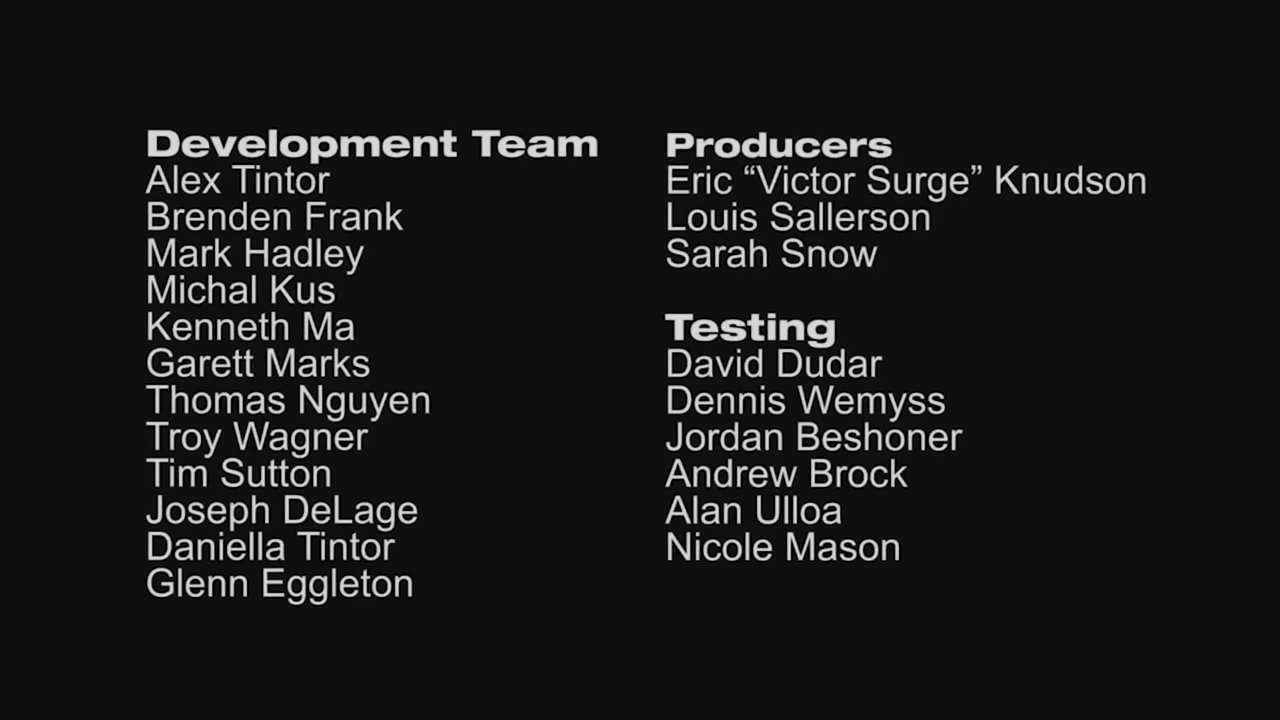 Development Team
Alex Tintor
Brenden Frank
Mark Hadley
Michal Kus
Kenneth Ma
Garett Marks
Thomas Nguyen
Troy Wagner
Tim Sutton
Joseph DeLage
Daniella Tintor
Glenn Eggleton
Producers
Eric “Victor Surge” Knudson
Louis Sallerson
Sarah Snow
Testing
David Dudar
Dennis Wemyss
Jordan Beshoner
Andrew Brock
Alan Ulloa
Nicole Mason